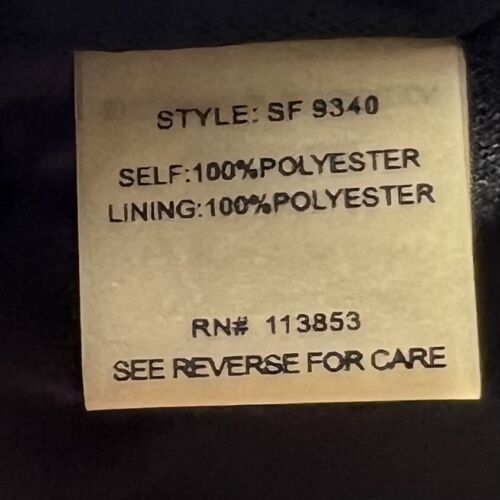 STYLE: SF 9340
SELF:100%POLYESTER
LINING:100%POLYESTER
RN# 113853
SEE REVERSE FOR CARE